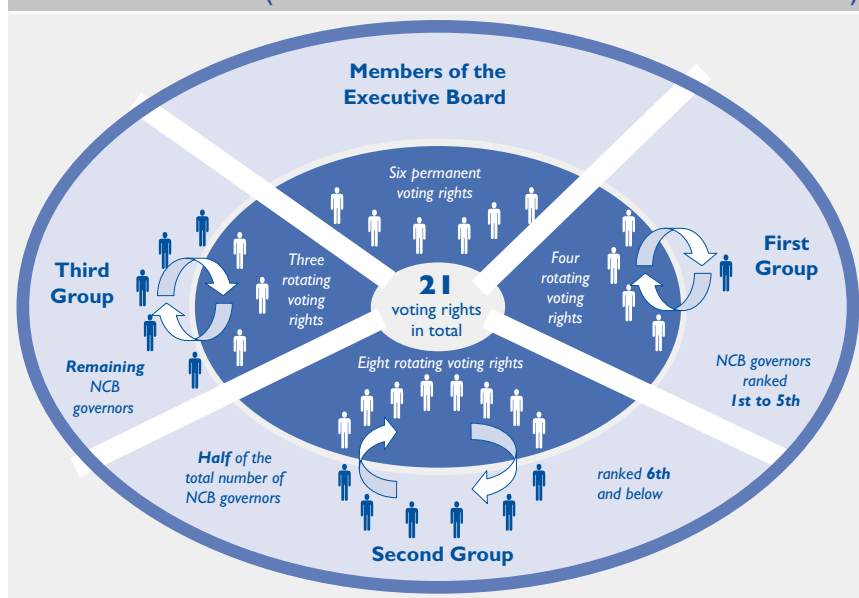 Members of the
Executive Board
Six permanent
voting rights
Third
Group
Three
rotating
voting
rights
21
voting rights
in total
Four
rotating
voting
rights
First
Group
Remaining
NCB
governors
Eight rotating voting rights
NCB governors
ranked
1st to 5th
Half of the
total number of
NCB governors
ranked 6th
and below
Second Group